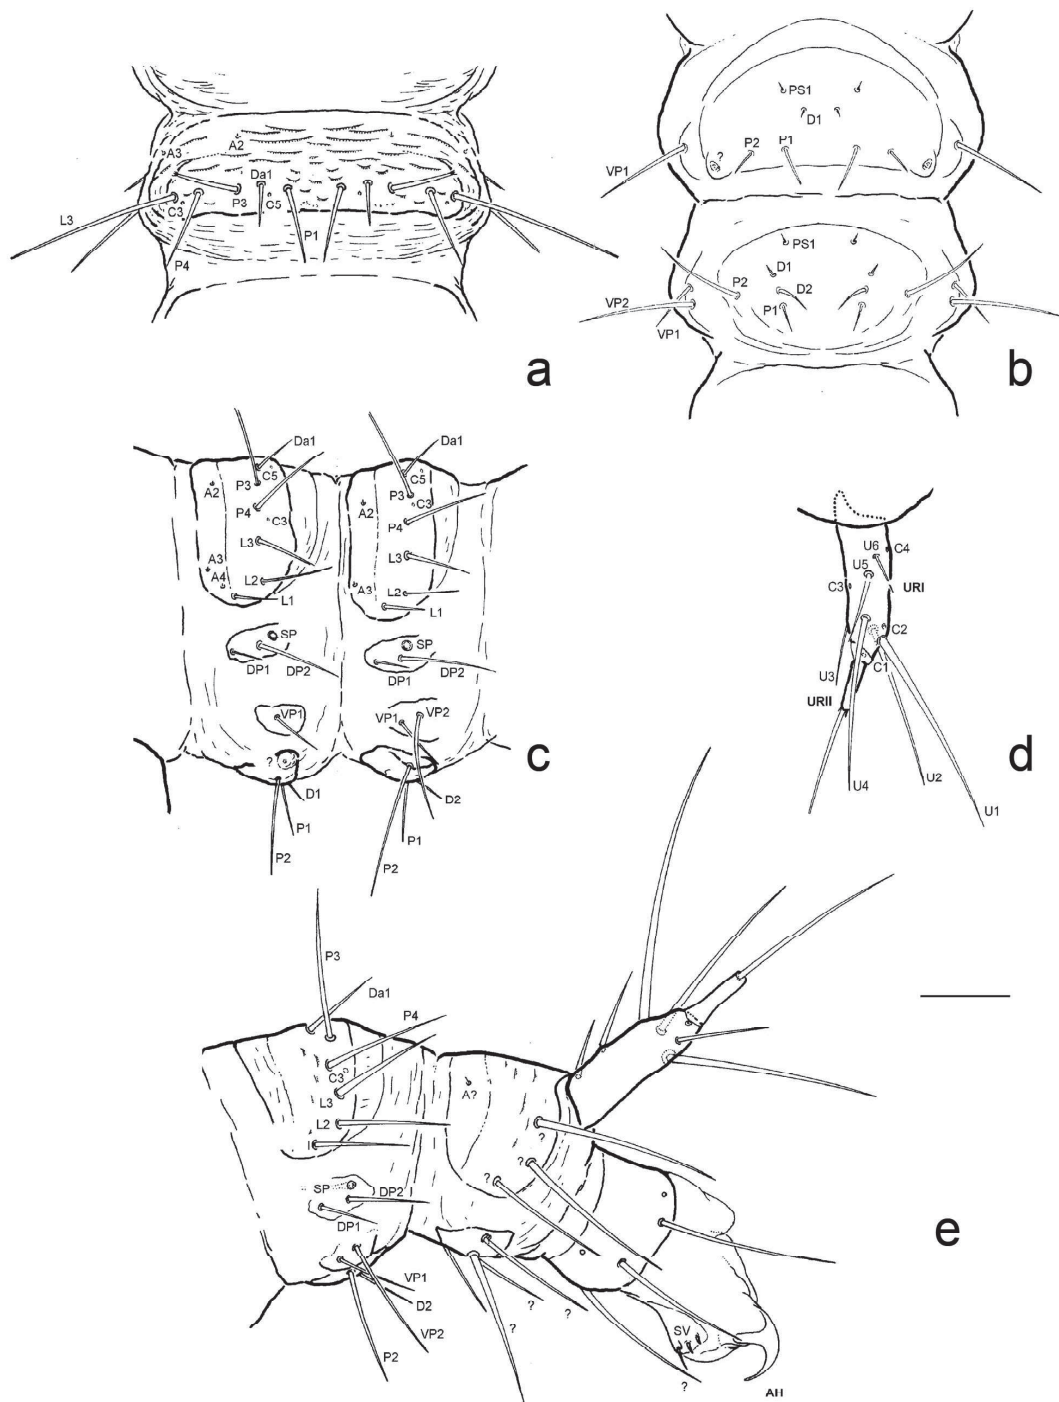 A3
A2
Da1
P3
C5
C3
L3
P1
P4
a
PS1
D1
P2
P1
?
VP1
PS1
D1
P2
D2
VP2
P1
VP1
b
Da1
C5
P3
A2
P4
C3
L3
A3
A4
L2
L1
SP
DP1
DP2
VP1
?
D1
P1
P2
Da1
C5
P3
C3
A2
P4
L3
A3
L2
L1
SP
DP1
DP2
VP1
VP2
D2
P1
P2
c
C4
U6
U5
C3
URI
C2
C1
U3
URII
U4
U2
U1
d
P3
Da1
P4
C3
L3
L2
SP
DP2
DP1
VP1
D2
VP2
P2
A?
?
?
?
?
?
?
SV
AH
e